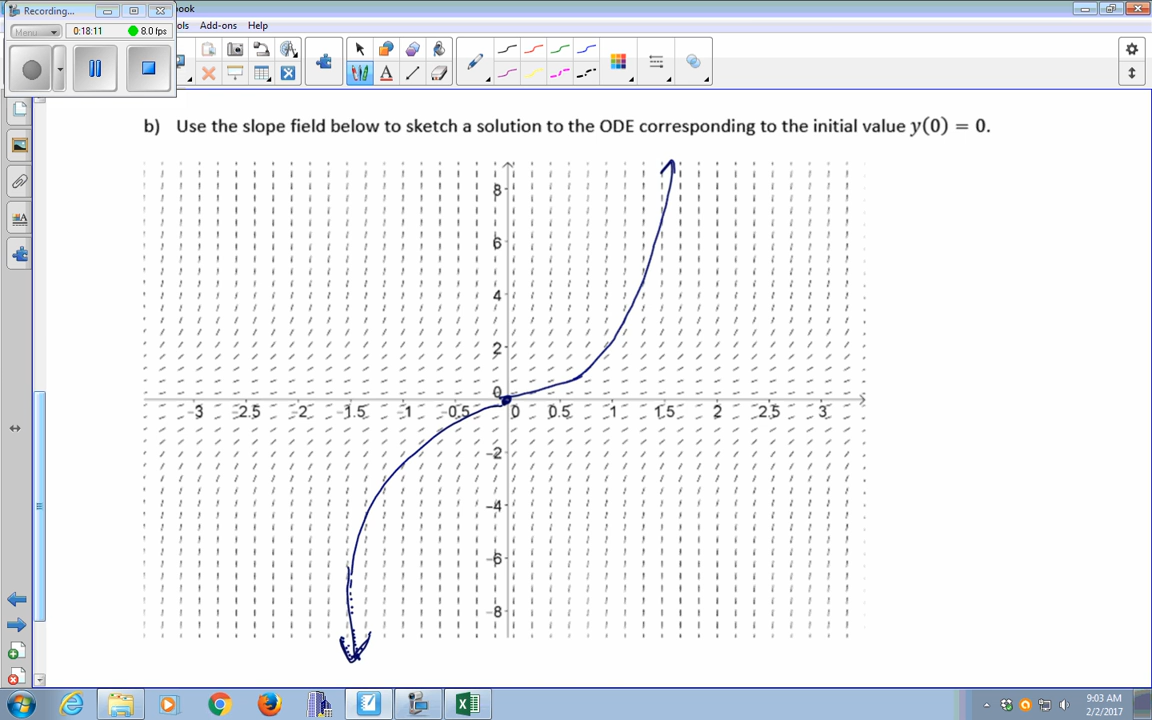 Recording...
book
Menu
0:18:11
8.0 fps
ols Add-ons Help
b) Use the slope field below to sketch a solution to the ODE corresponding to the initial value y(0) = 0.
8
6
4
2
0
-3 -2.5 -2 -1.5 -1 -0.5 0 0.5 1 1.5 2 2.5 3
-2
-4
-6
-8
9:03 AM
2/2/2017